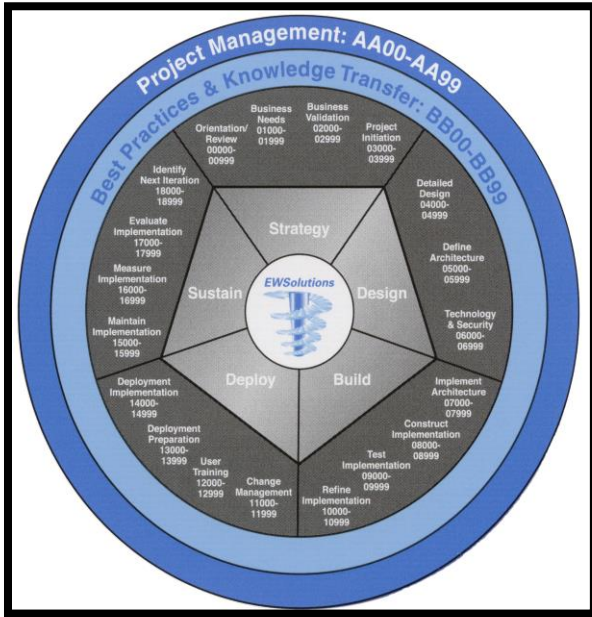 Project Management: AA00-AA99
Best Practices & Knowledge Transfer: BB00-BB99
Orientation/
Review
00000-
00999
Business
Needs
01000-
01999
Business
Validation
02000-
02999
Project
Initiation
03000-
03999
Detailed
Design
04000-
04999
Define
Architecture
05000-
05999
Technology
& Security
06000-
06999
Implement
Architecture
07000-
07999
Construct
Implementation
08000-
08999
Test
Implementation
09000-
09999
Refine
Implementation
10000-
10999
Change
Management
11000-
11999
User
Training
12000-
12999
Deployment
Preparation
13000-
13999
Deployment
Implementation
14000-
14999
Maintain
Implementation
15000-
15999
Measure
Implementation
16000-
16999
Evaluate
Implementation
17000-
17999
Identify
Next Iteration
18000-
18999
Strategy
Design
Build
Deploy
Sustain
EWSolutions